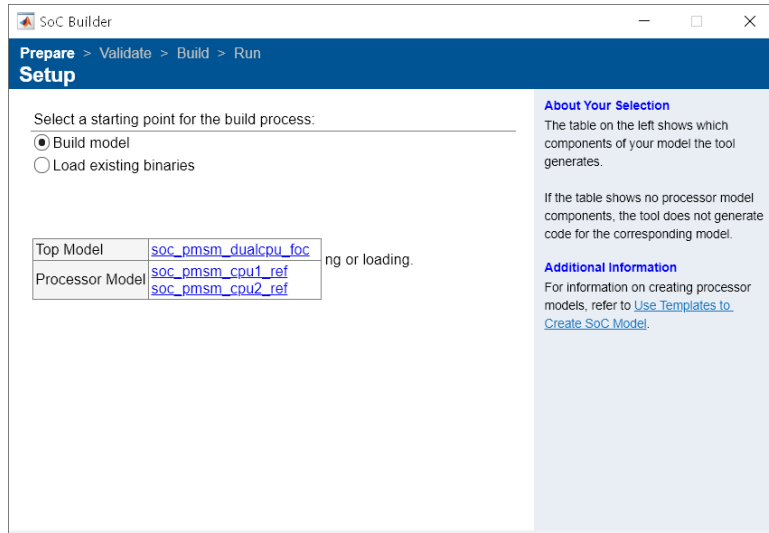 SoC Builder
Prepare > Validate > Build > Run
Setup
Select a starting point for the build process:
Build model
Load existing binaries
Top Model soc_pmsm_dualcpu_foc
ng or loading.
Processor Model soc_pmsm_cpu1_ref
soc_pmsm_cpu2_ref
About Your Selection
The table on the left shows which
components of your model the tool
generates.
If the table shows no processor model
components, the tool does not generate
code for the corresponding model.
Additional Information
For information on creating processor
models, refer to Use Templates to
Create SoC Model.